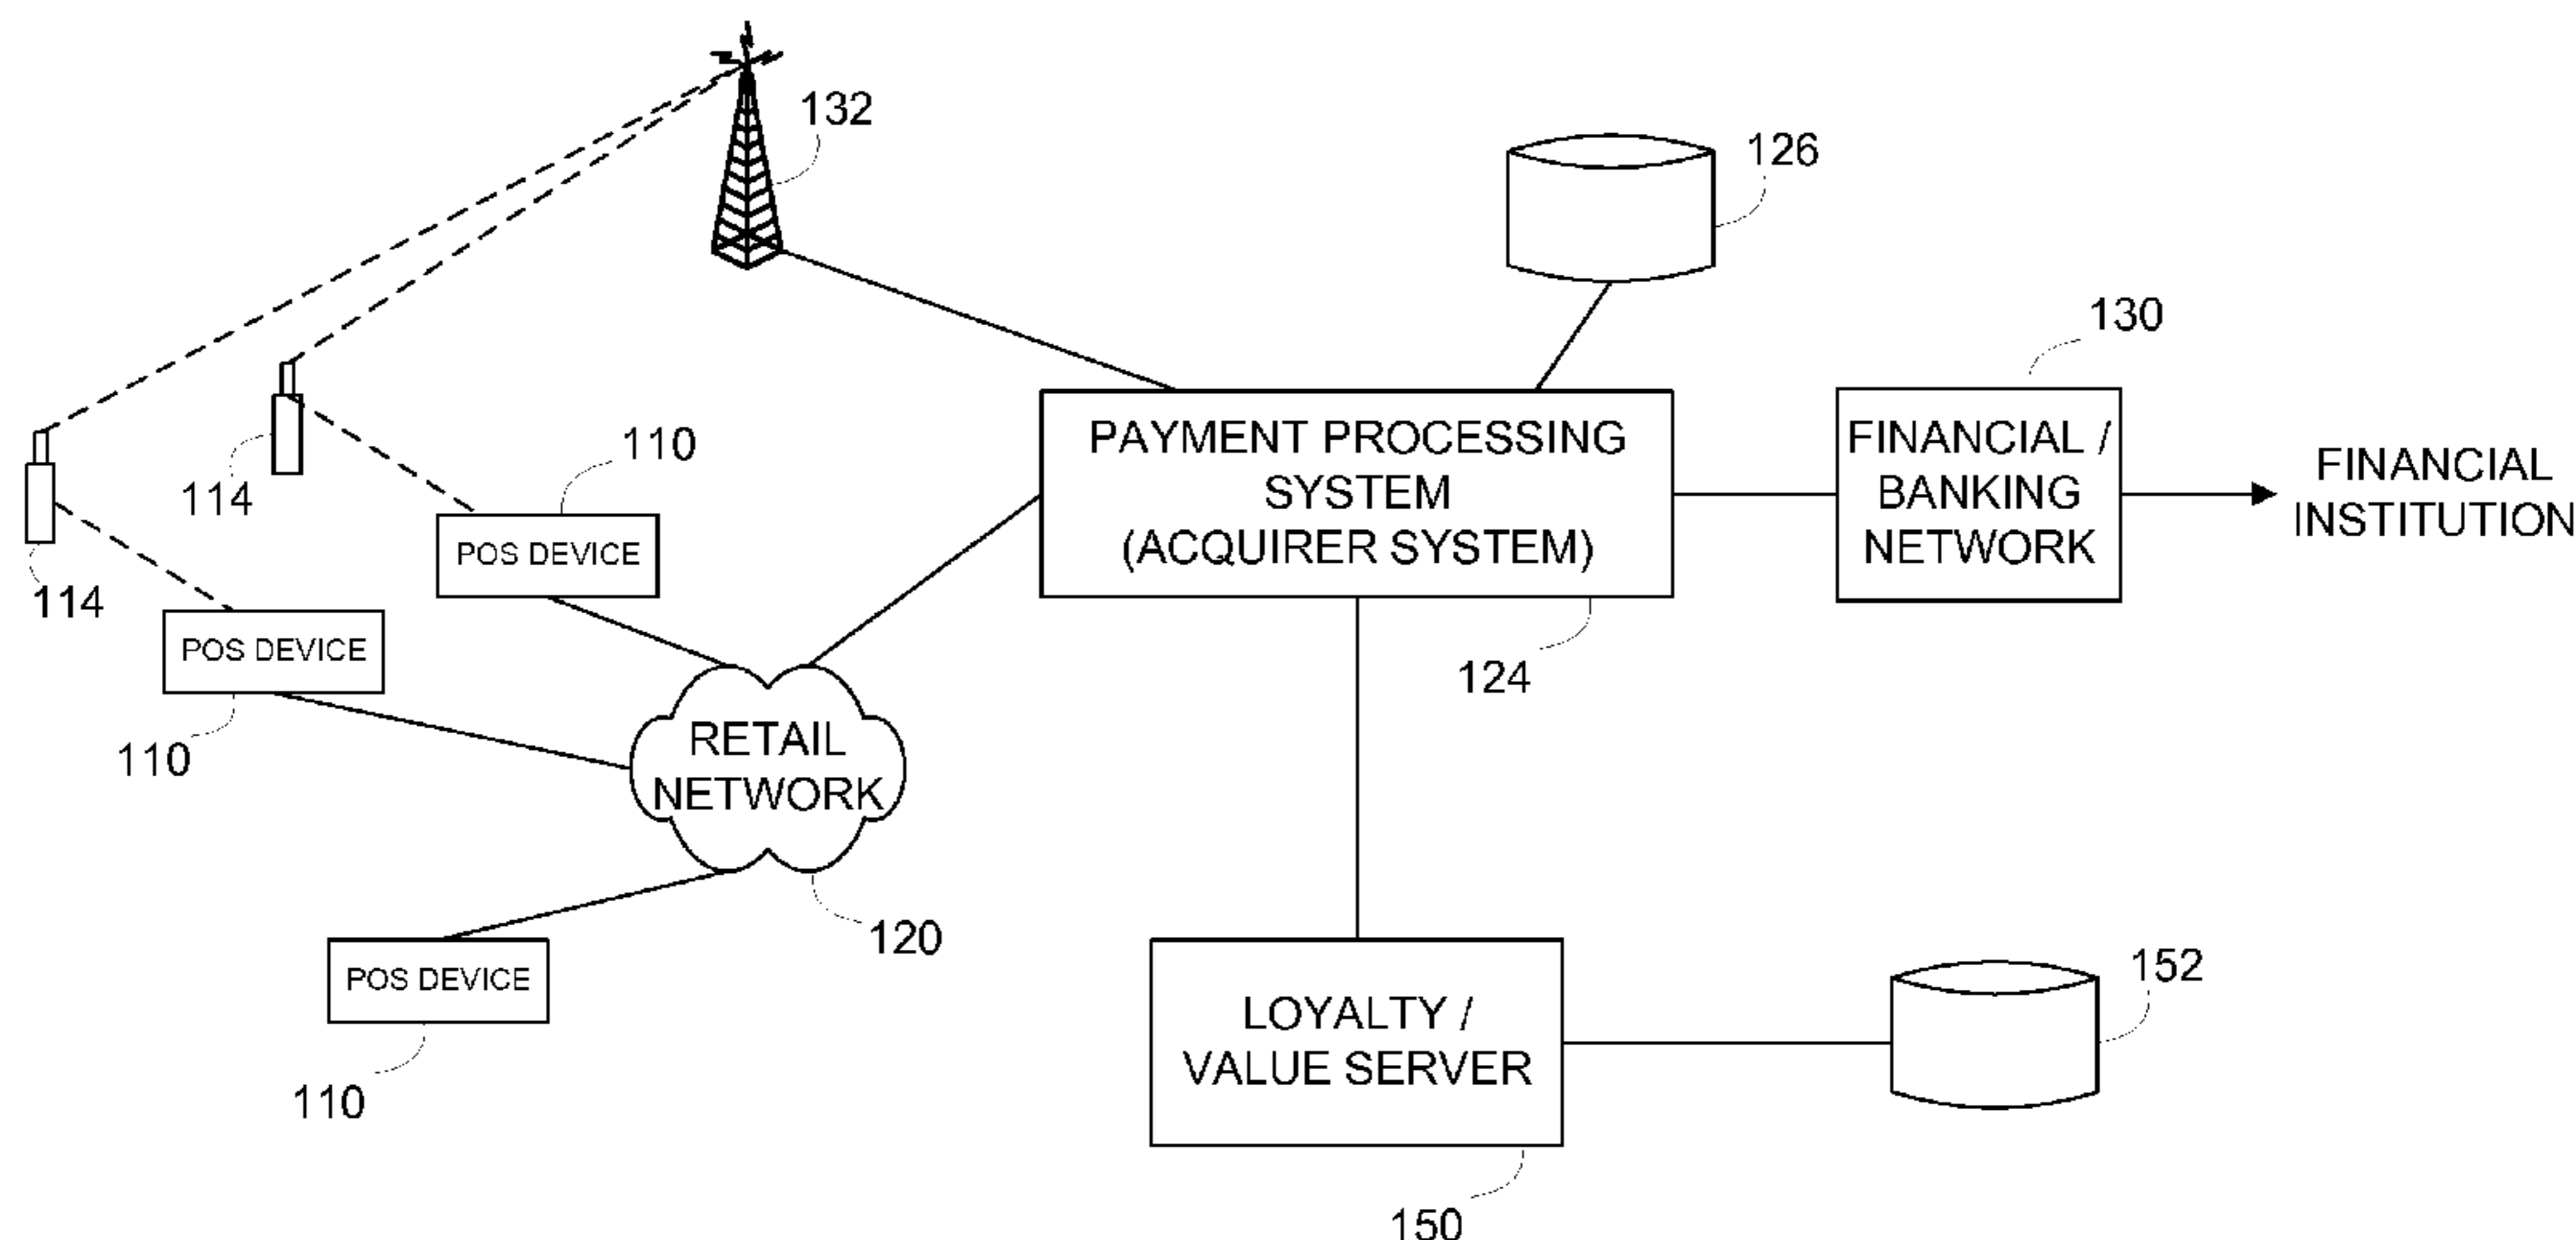 132
126
130
PAYMENT PROCESSING
SYSTEM
(ACQUIRER SYSTEM)
FINANCIAL /
BANKING
NETWORK
FINANCIAL
INSTITUTION
110
114
POS DEVICE
114
POS DEVICE
124
110
RETAIL
NETWORK
120
POS DEVICE
110
LOYALTY /
VALUE SERVER
152
150